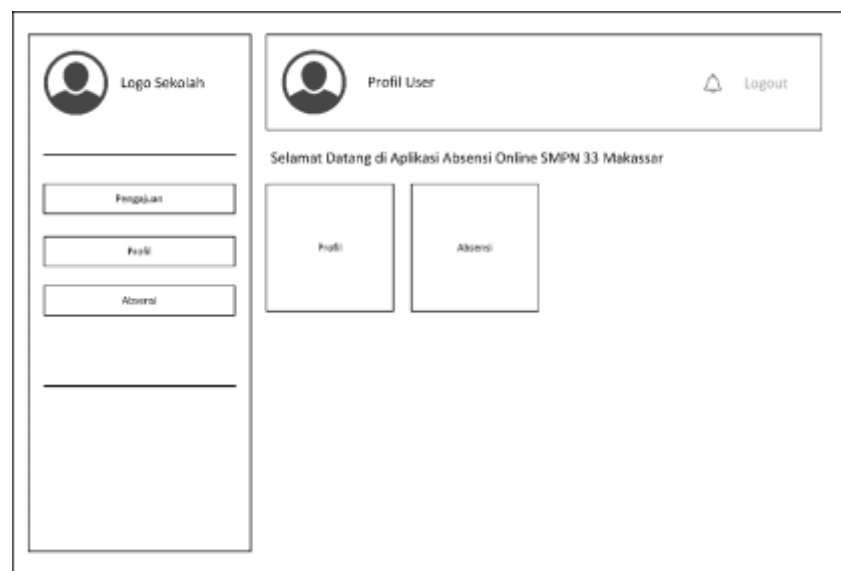 Logo Sekolah
Profil User
Logout
Selamat Datang di Aplikasi Absensi Online SMPN 33 Makassar
Pengajuan
Profil
Absensi
Profil
Absensi